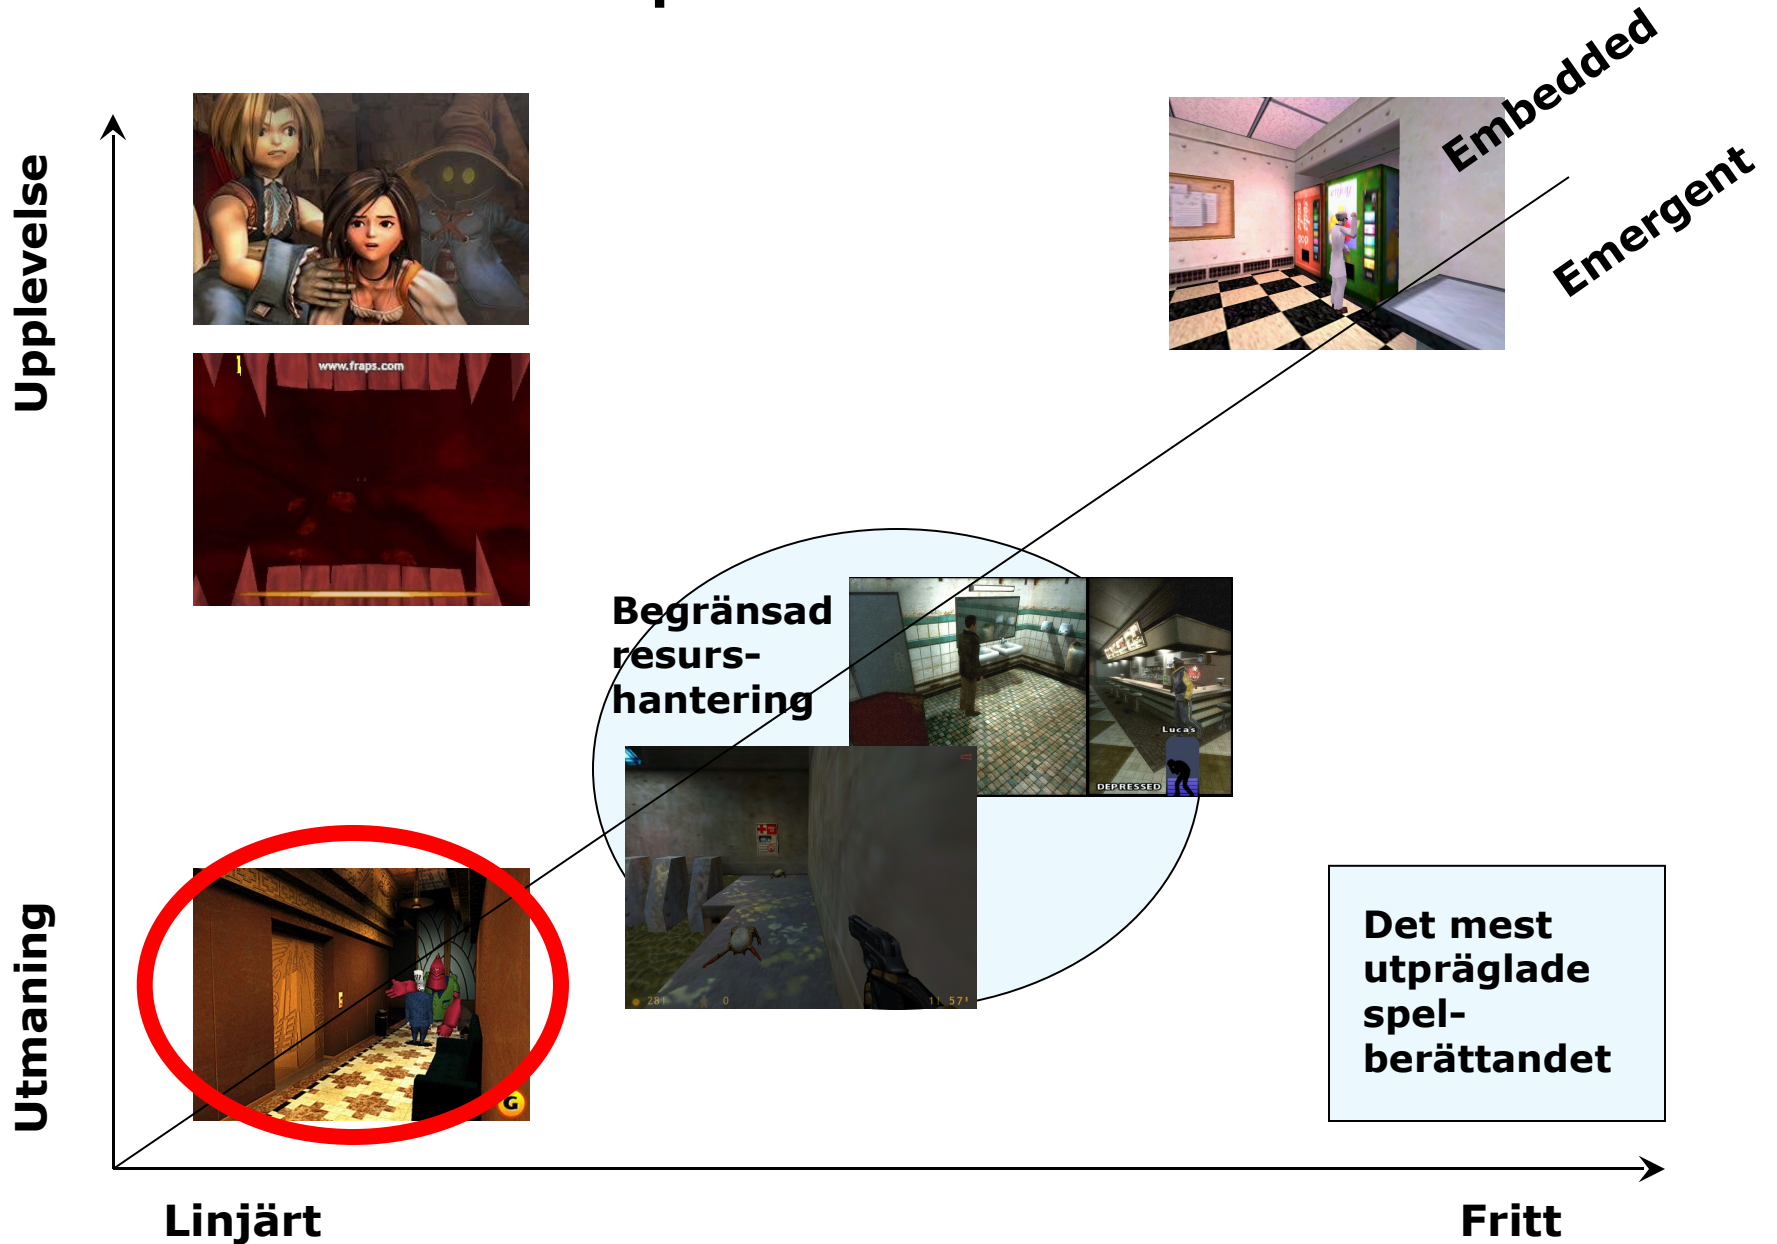 Embedded
Emergent
Upplevelse
www.fraps.com
Begränsad
resurs-
hantering
Lucas
DEPRESSED
Utmaning
G
Det mest
utpräglade
spel-
berättandet
Linjärt
Fritt